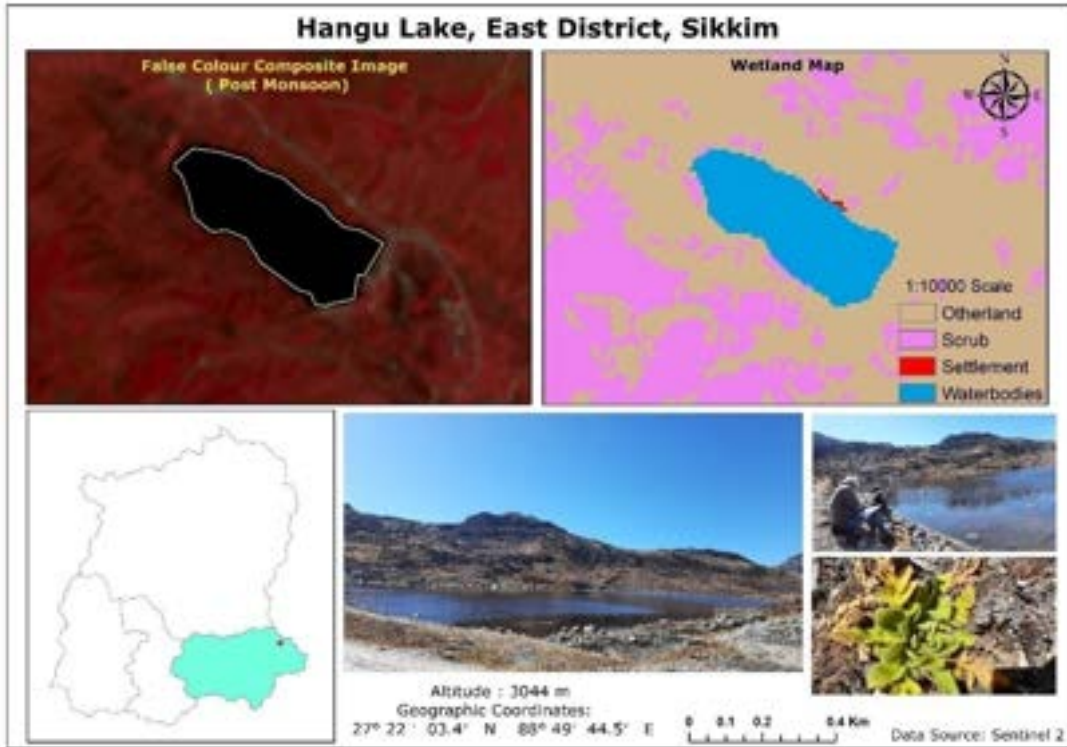 Hangu Lake, East District, Sikkim
False Colour Composite Image
( Post Monsoon)
Wetland Map
N
W E
S
1:10000 Scale
Otherland
Scrub
Settlement
Waterbodies
Altitude : 3044 m
Geographic Coordinates:
27° 22' 03.4" N 88° 49' 44.5' E
0 0.1 0.2 0.4 Km
Data Source: Sentinel 2